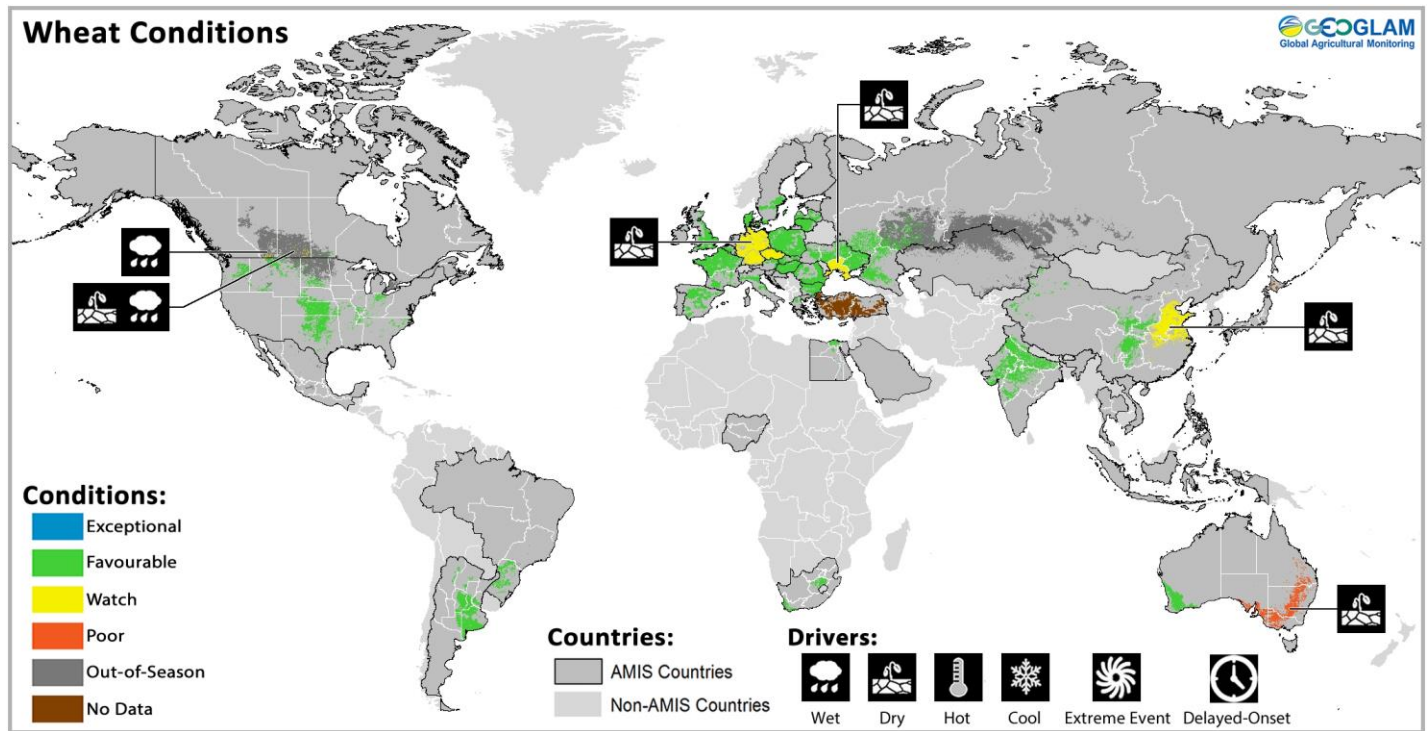 Wheat Conditions
GEOGLAM
Global Agricultural Monitoring
Conditions:
Exceptional
Favourable
Watch
Poor
Out-of-Season
No Data
Countries:
AMIS Countries
Non-AMIS Countries
Drivers:
Wet
Dry
Hot
Cool
Extreme Event
Delayed-Onset